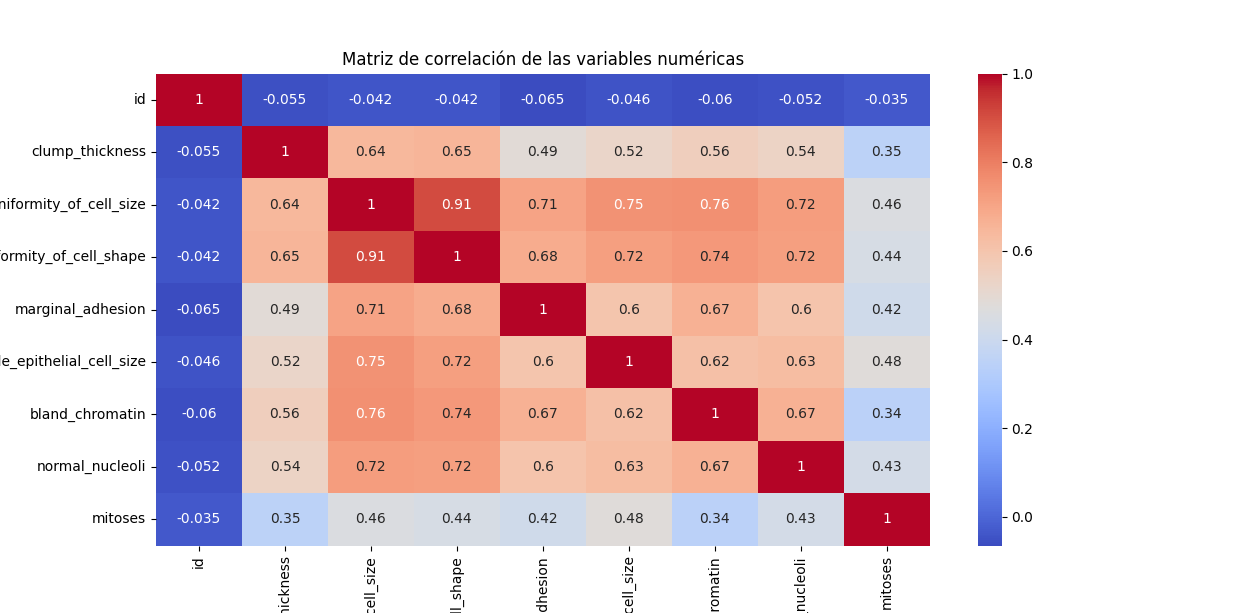 Matriz de correlación de las variables numéricas
id 1 -0.055 -0.042 -0.042 -0.065 -0.046 -0.06 -0.052 -0.035
clump_thickness -0.055 1 0.64 0.65 0.49 0.52 0.56 0.54 0.35
niformity_of_cell_size -0.042 0.64 1 0.91 0.71 0.75 0.76 0.72 0.46
formity_of_cell_shape -0.042 0.65 0.91 1 0.68 0.72 0.74 0.72 0.44
marginal_adhesion -0.065 0.49 0.71 0.68 1 0.6 0.67 0.6 0.42
le_epithelial_cell_size -0.046 0.52 0.75 0.72 0.6 1 0.62 0.63 0.48
bland_chromatin -0.06 0.56 0.76 0.74 0.67 0.62 1 0.67 0.34
normal_nucleoli -0.052 0.54 0.72 0.72 0.6 0.63 0.67 1 0.43
mitoses -0.035 0.35 0.46 0.44 0.42 0.48 0.34 0.43 1
id
hickness
cell_size
ll_shape
dhesion
cell_size
romatin
_nucleoli
mitoses
1.0
0.8
0.6
0.4
0.2
0.0